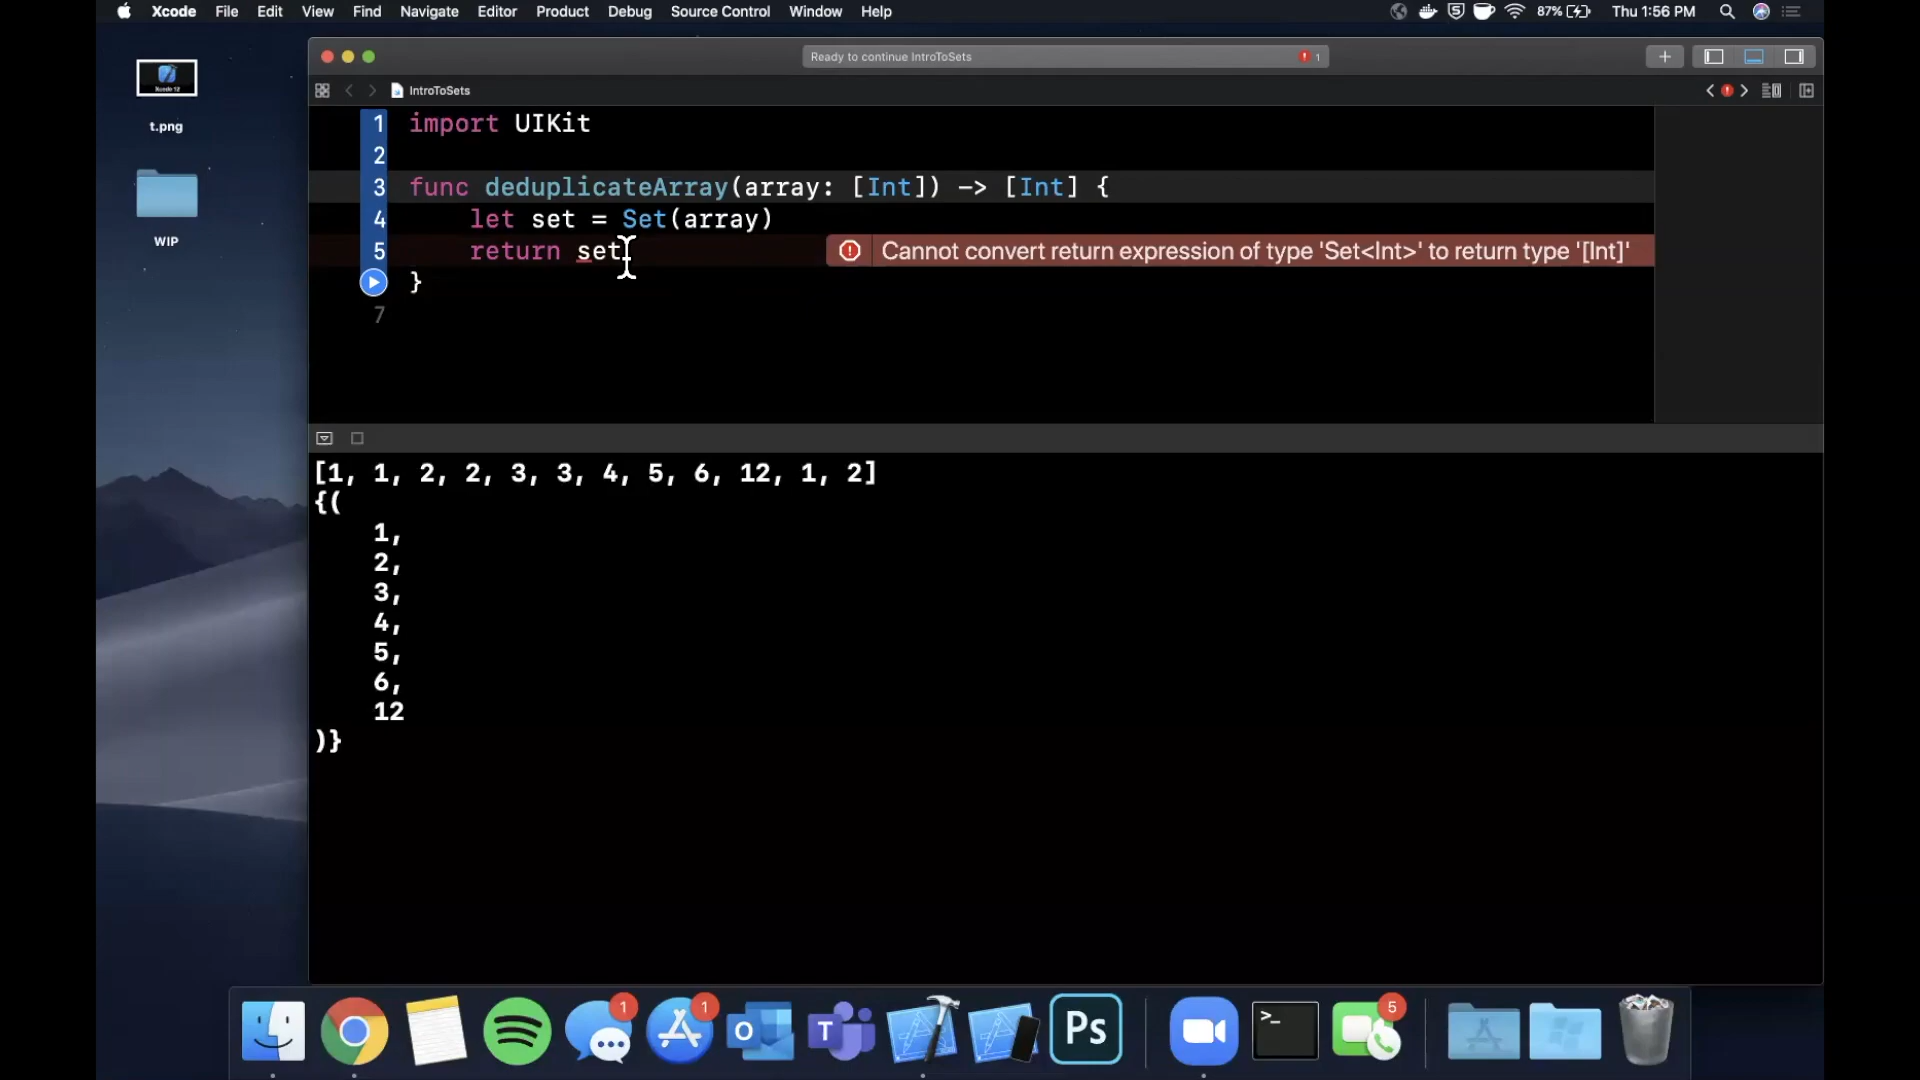 Xcode File Edit View Find Navigate Editor Product Debug Source Control Window Help
87% Thu 1:56 PM
Ready to continue IntroToSets 1
IntroToSets
t.png
WIP
1 import UIKit
2
3 func deduplicateArray(array: [Int]) -> [Int] {
4 let set = Set(array)
5 return set Cannot convert return expression of type 'Set<Int>' to return type '[Int]'
}
7
[1, 1, 2, 2, 3, 3, 4, 5, 6, 12, 1, 2]
{(
1,
2,
3,
4,
5,
6,
12
)}
1 1 5
O T Ps >_